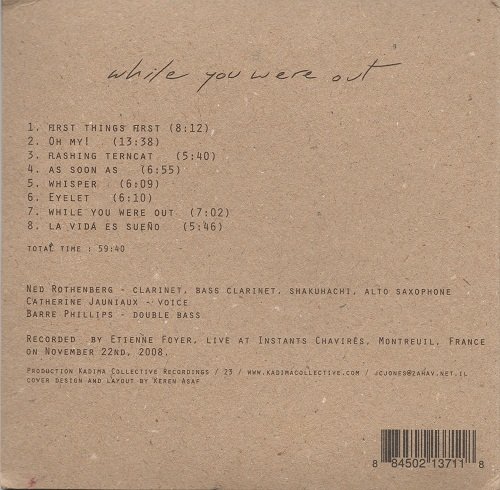 while you were out
1. First things first (8:12)
2. Oh my! (13:38)
3. Flashing Terncat (5:40)
4. as soon as (6:55)
5. whisper (6:09)
6. Eyelet (6:10)
7. while you were out (7:02)
8. la vida es sueño (5:46)
total time : 59:40
Ned Rothenberg - clarinet, bass clarinet, shakuhachi, alto saxophone
Catherine Jauniaux - voice
Barre Phillips - double bass
Recorded by Etienne Foyer, live at Instants Chavirés, Montreuil, France
on November 22nd, 2008.
Production Kadima Collective Recordings / 23 / www.kadimacollective.com / jcjones@zahav.net.il
cover design and layout by Keren Asaf
8 84502 13711 8